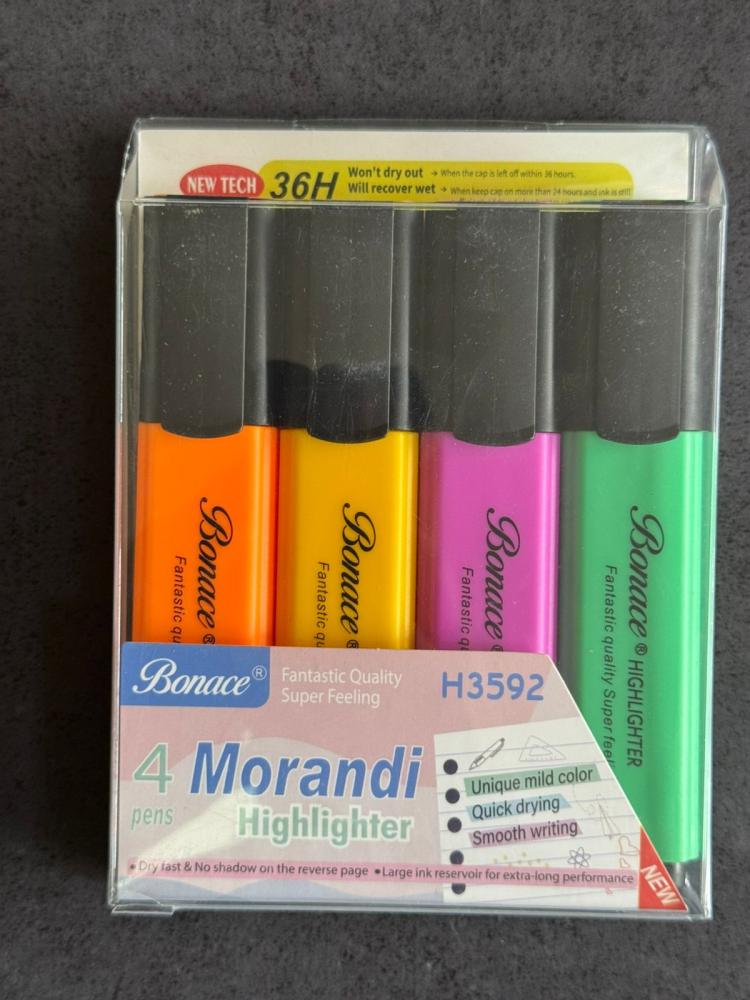 NEW TECH
36H
Won't dry out → When the cap is left off within 36 hours.
Will recover wet → When keep cap on more than 24 hours and ink is still
Bonace ®
Fantastic qu
Bonace ®
Fantastic qu
Bonace
Fantastic qu
Bonace ® HIGHLIGHTER
Fantastic quality Super feel
Bonace ®
Fantastic Quality
Super Feeling
H3592
4 pens
Morandi
Highlighter
Unique mild color
Quick drying
Smooth writing
•Dry fast & No shadow on the reverse page •Large ink reservoir for extra-long performance
NEW